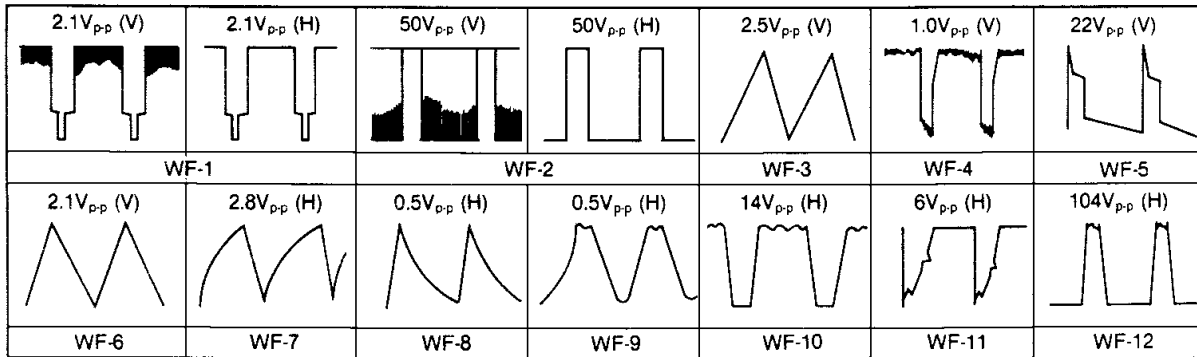 2.1Vp-p (V) 2.1Vp-p (H) 50Vp-p (V) 50Vp-p (H) 2.5Vp-p (V) 1.0Vp-p (V) 22Vp-p (V)
WF-1 WF-2 WF-3 WF-4 WF-5
2.1Vp-p (V) 2.8Vp-p (H) 0.5Vp-p (H) 0.5Vp-p (H) 14Vp-p (H) 6Vp-p (H) 104Vp-p (H)
WF-6 WF-7 WF-8 WF-9 WF-10 WF-11 WF-12